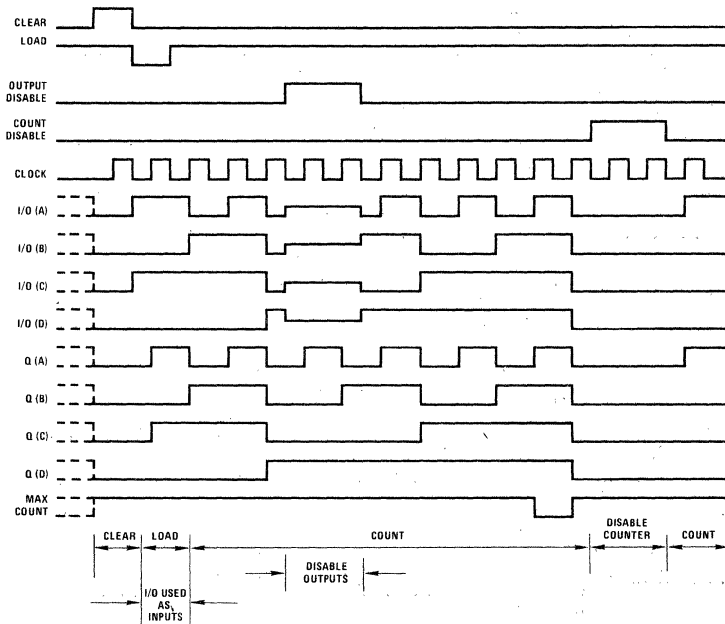 CLEAR
LOAD
OUTPUT
DISABLE
COUNT
DISABLE
CLOCK
I/O (A)
I/O (B)
I/O (C)
I/O (D)
Q (A)
Q (B)
Q (C)
Q (D)
MAX
COUNT
CLEAR
LOAD
COUNT
DISABLE
COUNTER
COUNT
DISABLE
OUTPUTS
I/O USED
AS
INPUTS